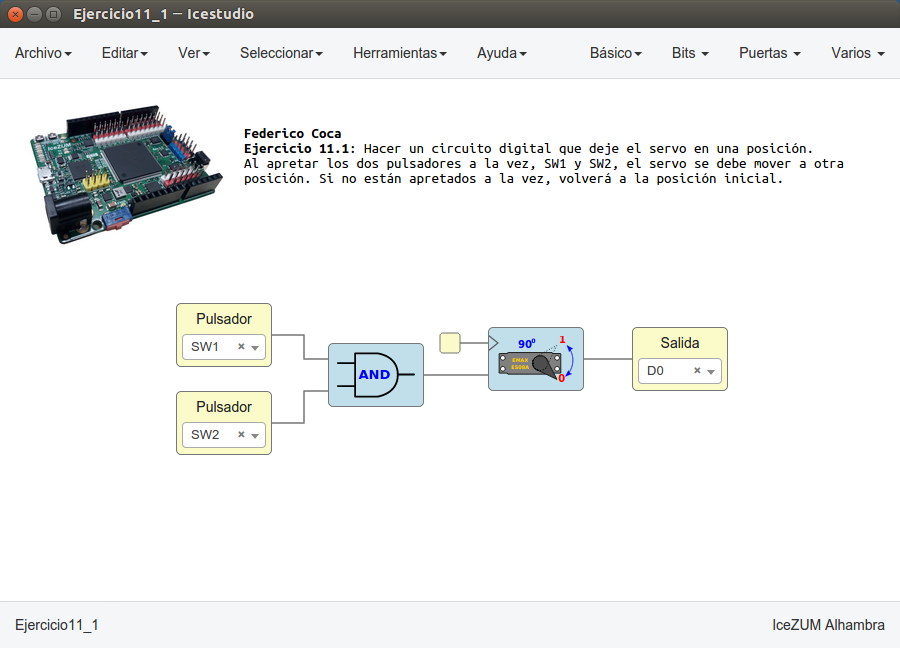 Ejercicio11_1 — Icestudio
Archivo Editar Ver Seleccionar Herramientas Ayuda Básico Bits Puertas Varios
IceZUM
Federico Coca
Ejercicio 11.1: Hacer un circuito digital que deje el servo en una posición.
Al apretar los dos pulsadores a la vez, SW1 y SW2, el servo se debe mover a otra
posición. Si no están apretados a la vez, volverá a la posición inicial.
Pulsador
SW1
Pulsador
SW2
AND
90º
1
EMAX
ES08A
0
Salida
D0
Ejercicio11_1
IceZUM Alhambra